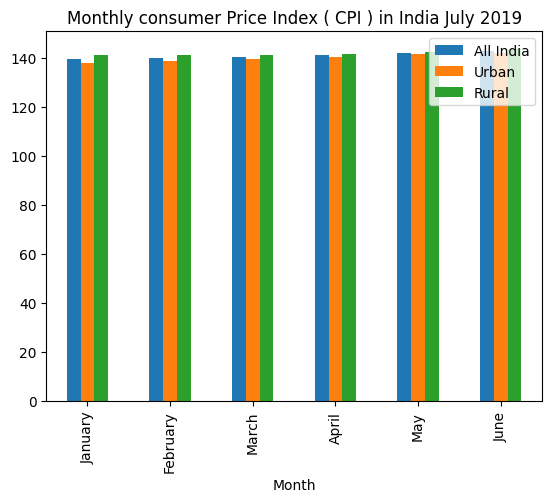 Monthly consumer Price Index ( CPI ) in India July 2019
All India
Urban
Rural
140
120
100
80
60
40
20
0
January
February
March
April
May
June
Month